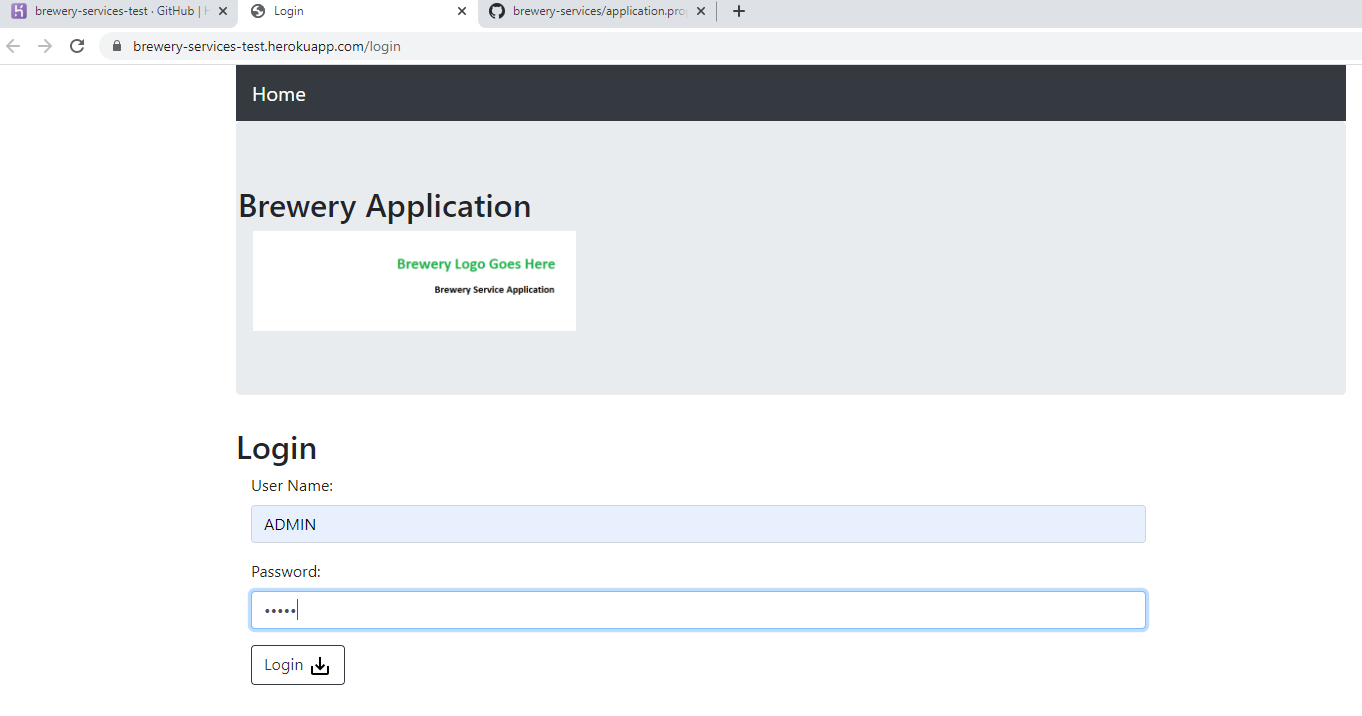 brewery-services-test · GitHub | H
Login
brewery-services/application.pro
brewery-services-test.herokuapp.com/login
Home
Brewery Application
Brewery Logo Goes Here
Brewery Service Application
Login
User Name:
ADMIN
Password:
•••••
Login